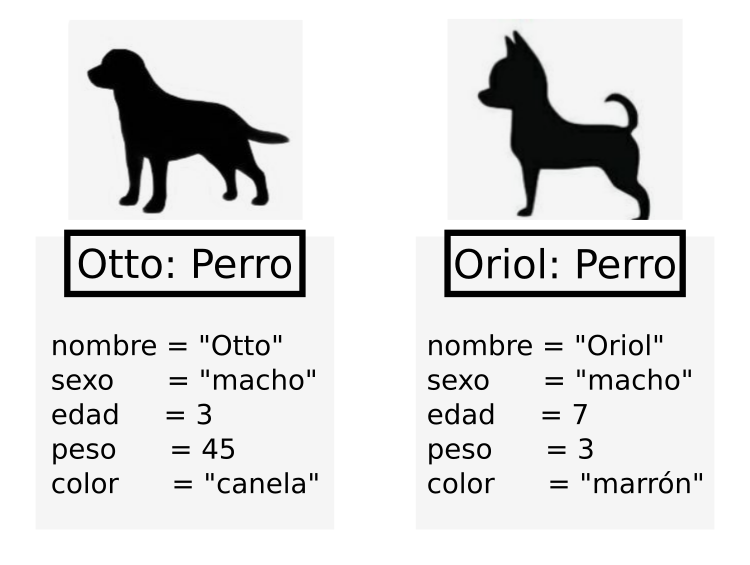 Otto: Perro
nombre = "Otto"
sexo = "macho"
edad = 3
peso = 45
color = "canela"
Oriol: Perro
nombre = "Oriol"
sexo = "macho"
edad = 7
peso = 3
color = "marrón"